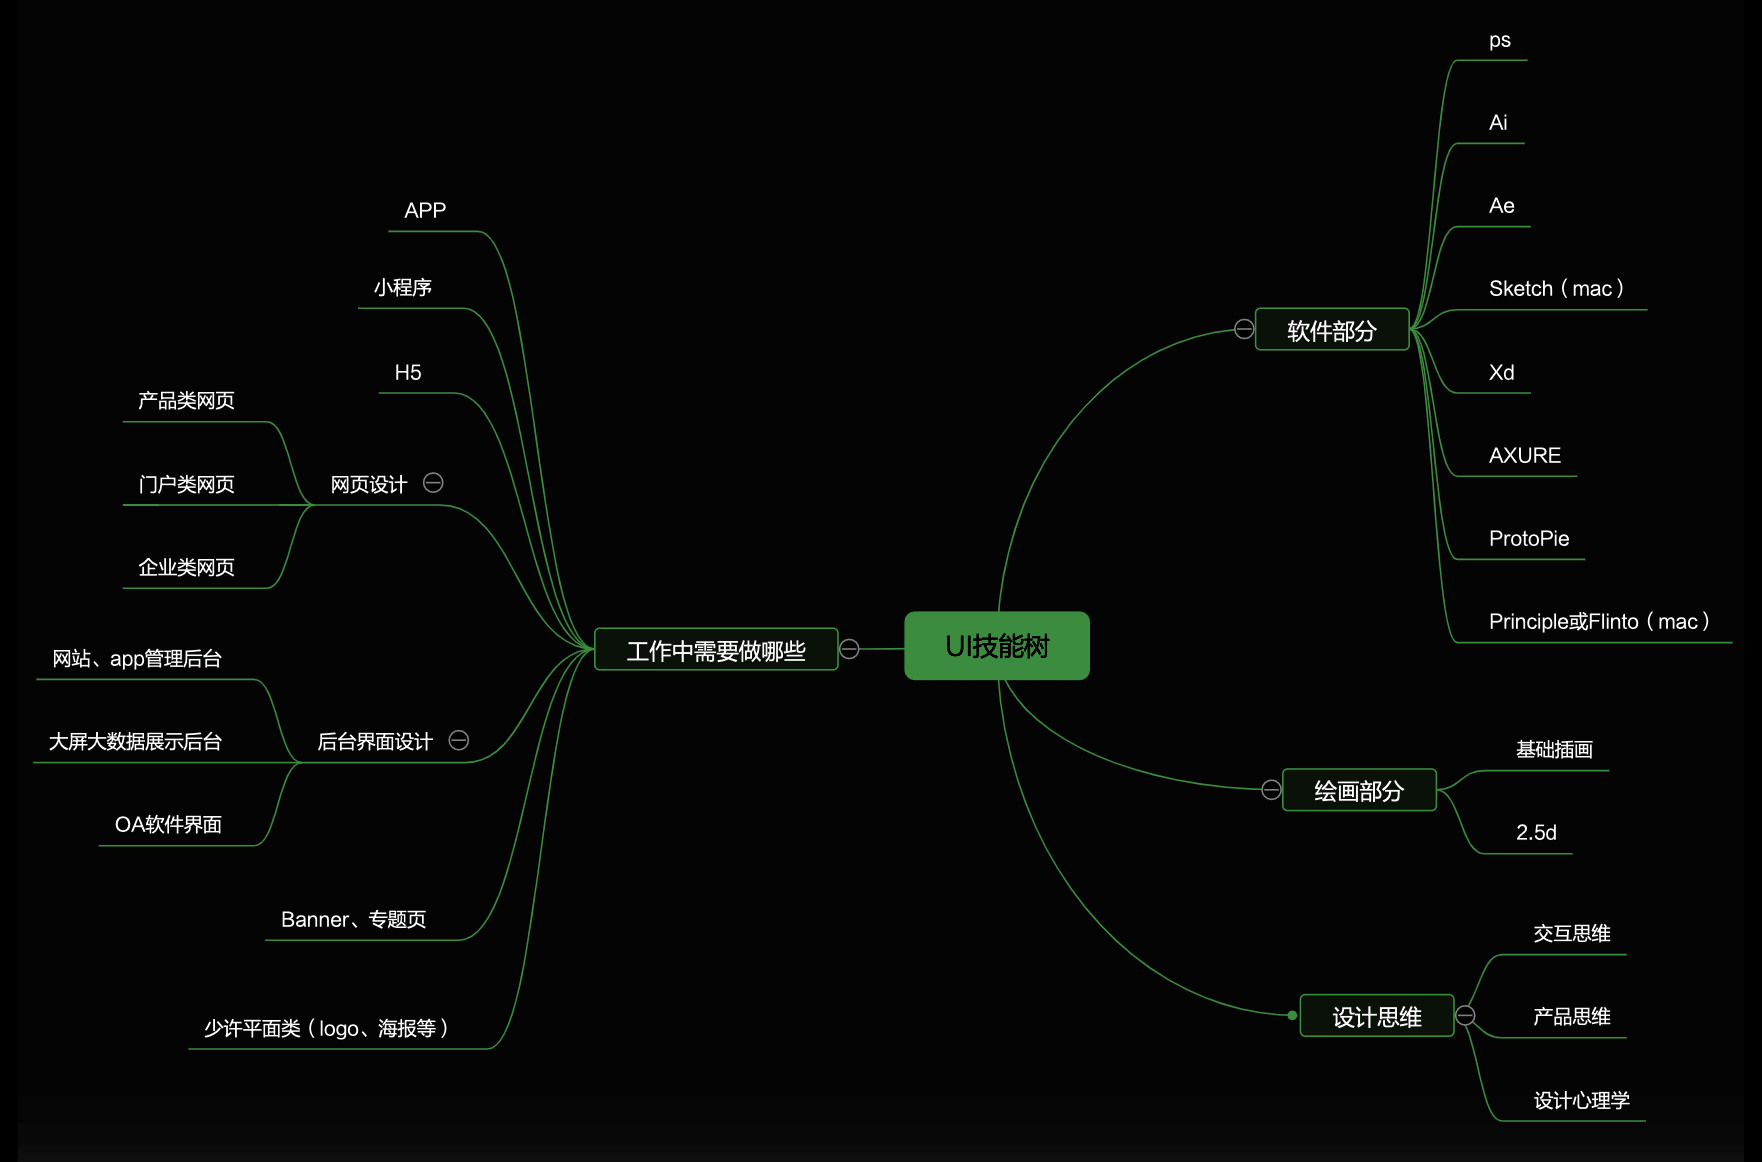 UI技能树
软件部分
ps
Ai
Ae
Sketch（mac）
Xd
AXURE
ProtoPie
Principle或Flinto（mac）
绘画部分
基础插画
2.5d
设计思维
交互思维
产品思维
设计心理学
工作中需要做哪些
APP
小程序
H5
网页设计
产品类网页
门户类网页
企业类网页
后台界面设计
网站、app管理后台
大屏大数据展示后台
OA软件界面
Banner、专题页
少许平面类（logo、海报等）